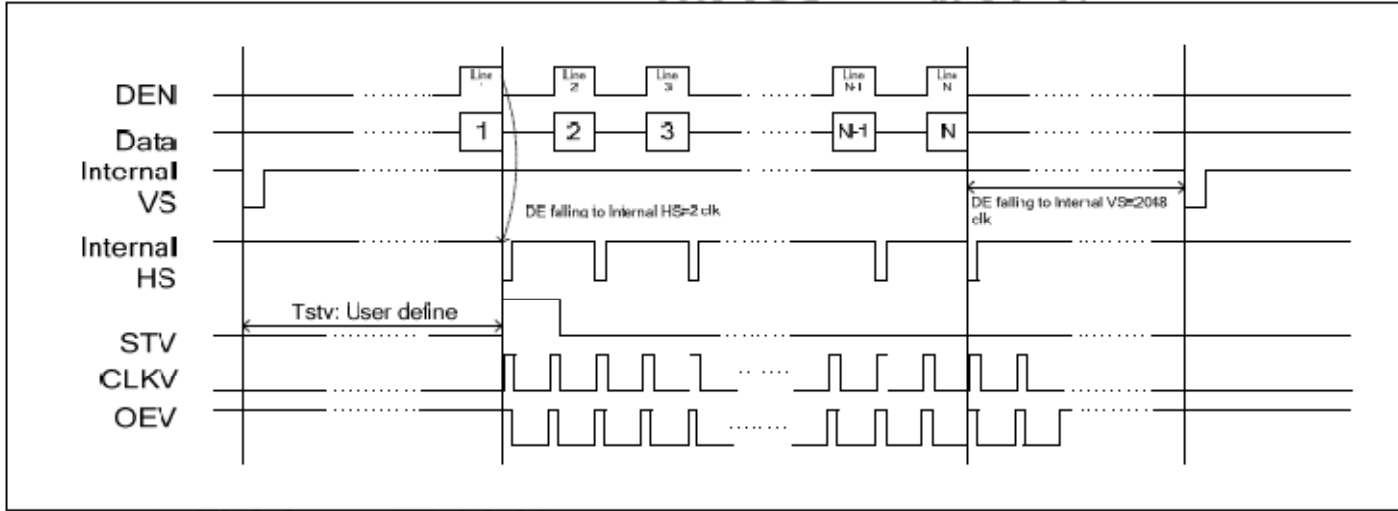 DEN
Line 1
Line 2
Line 3
Line N-1
Line N
Data
1
2
3
N-1
N
Internal VS
DE falling to Internal HS=2 clk
DE falling to Internal VS=2048 clk
Internal HS
Tstv: User define
STV
CLKV
OEV